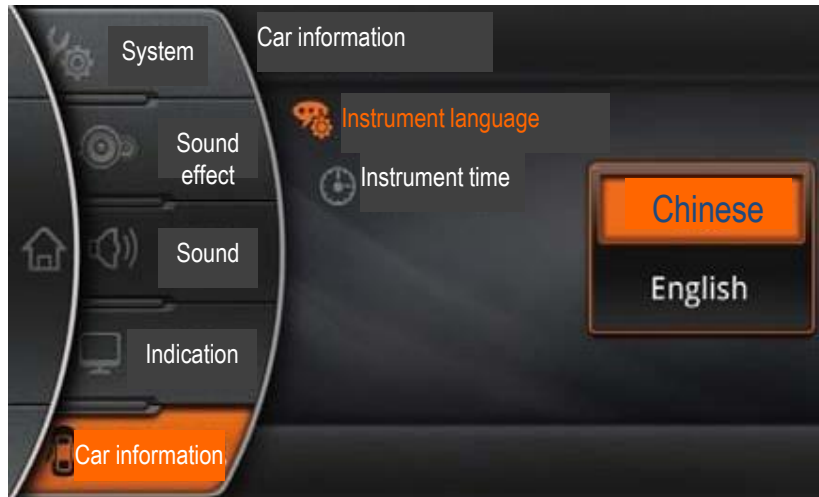 System
Car information
Instrument language
Sound
effect
Instrument time
Chinese
Sound
English
Indication
Car information